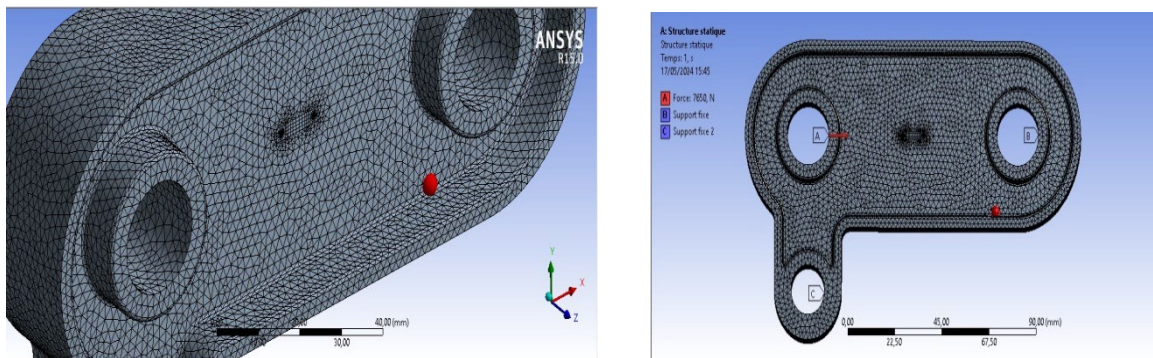 ANSYS
R15.0
Y
X
Z
40,00 (mm)
30,00
A: Structure statique
Structure statique
Temps: 1, s
17/05/2024 15:45
A Force: 7650, N
B Support fixe
C Support fixe 2
A
B
C
0,00
45,00
90,00 (mm)
22,50
67,50